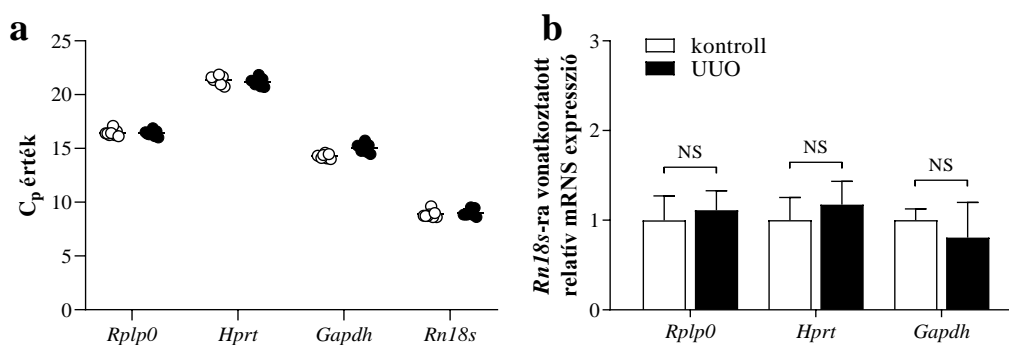 a
25
20
15
10
5
0
Cp érték
Rplp0 Hprt Gapdh Rn18s
b
kontroll
UUO
3
2
1
0
Rn18s-ra vonatkoztatott
relatív mRNS expresszió
NS NS NS
Rplp0 Hprt Gapdh